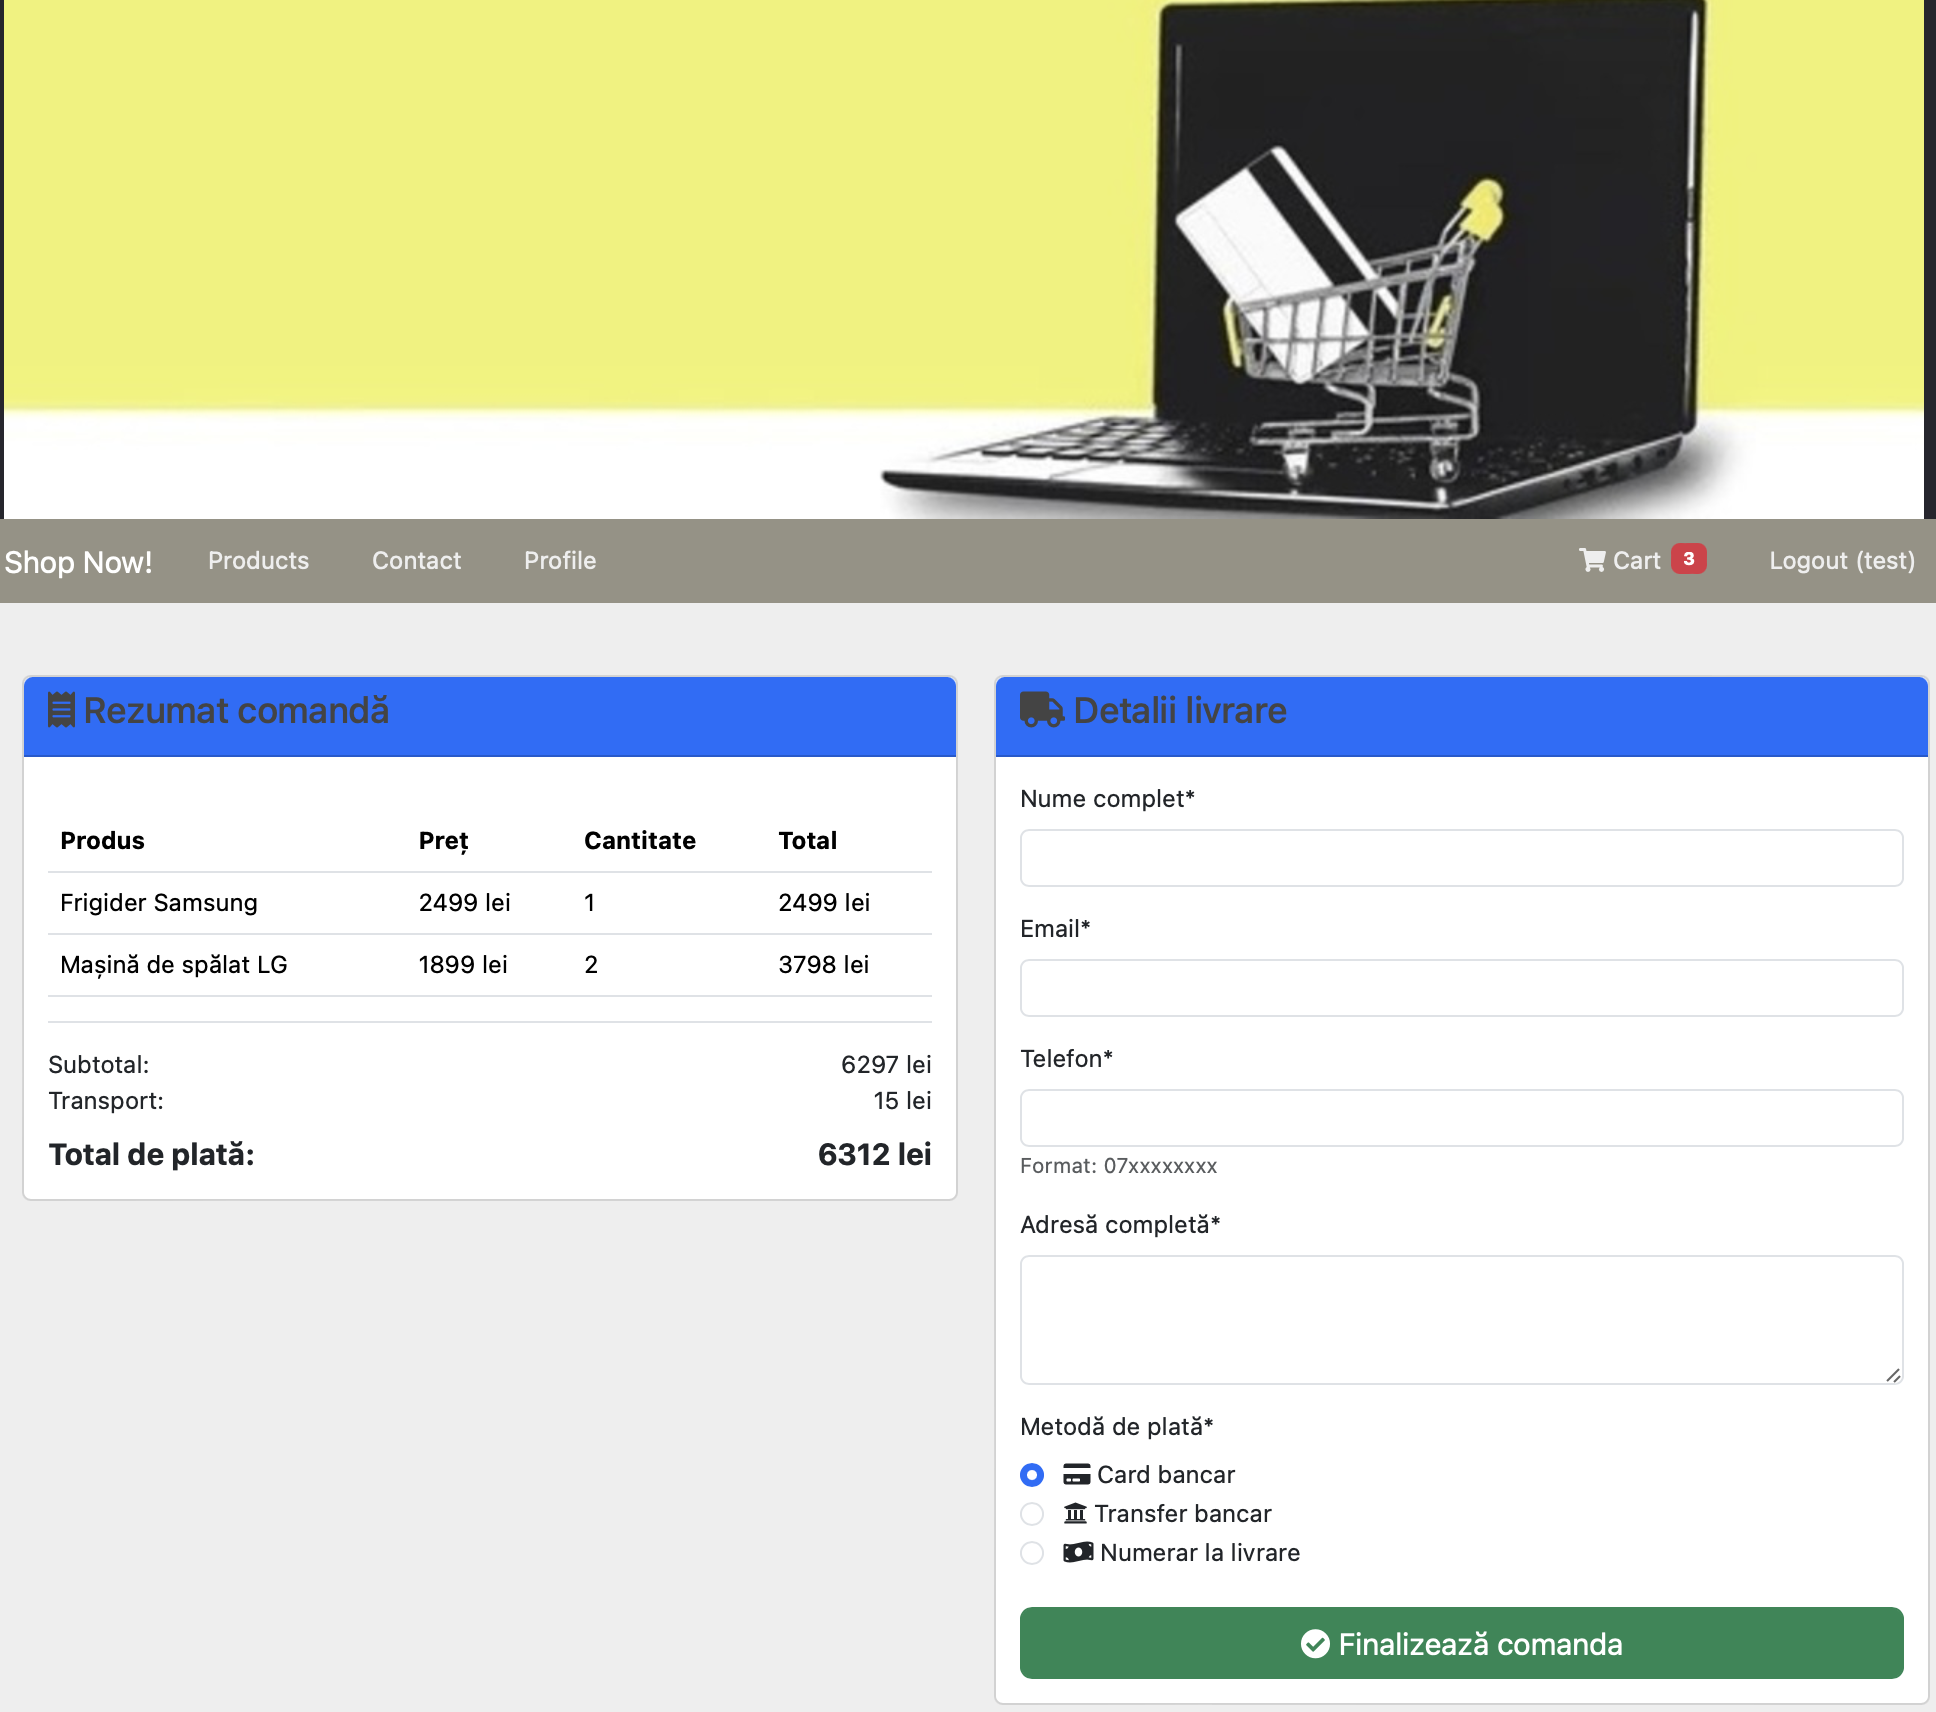 Shop Now! Products Contact Profile Cart 3 Logout (test)
Rezumat comandă
Produs Preț Cantitate Total
Frigider Samsung 2499 lei 1 2499 lei
Mașină de spălat LG 1899 lei 2 3798 lei
Subtotal: 6297 lei
Transport: 15 lei
Total de plată: 6312 lei
Detalii livrare
Nume complet*
Email*
Telefon*
Format: 07xxxxxxxx
Adresă completă*
Metodă de plată*
Card bancar
Transfer bancar
Numerar la livrare
Finalizează comanda